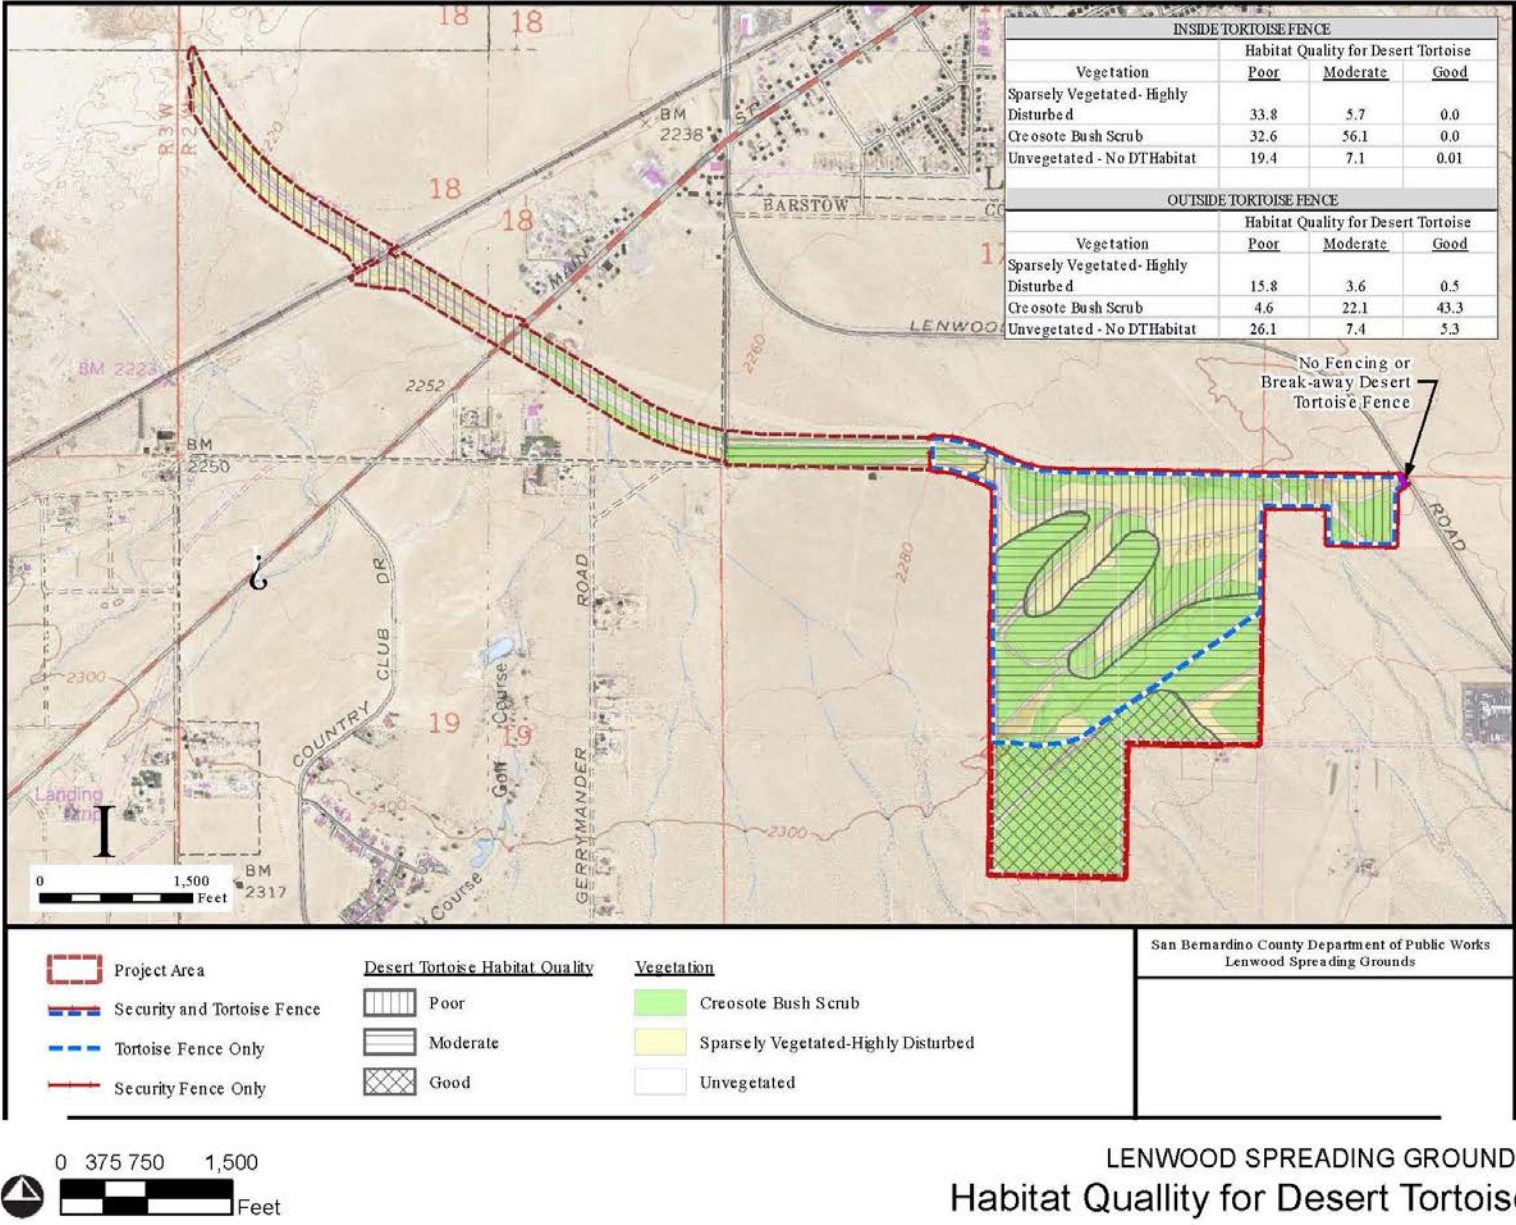 18
18
INSIDE TORTOISE FENCE
Habitat Quality for Desert Tortoise
Vegetation Poor Moderate Good
Sparsely Vegetated- Highly
Disturbed 33.8 5.7 0.0
Creosote Bush Scrub 32.6 56.1 0.0
Unvegetated - No DT Habitat 19.4 7.1 0.01
OUTSIDE TORTOISE FENCE
Habitat Quality for Desert Tortoise
Vegetation Poor Moderate Good
Sparsely Vegetated- Highly
Disturbed 15.8 3.6 0.5
Creosote Bush Scrub 4.6 22.1 43.3
Unvegetated - No DT Habitat 26.1 7.4 5.3
R 3 W
R 2 W
2220
BM
2238
ST
18
18
BARSTOW
MAIN
17
BM 2223
2252
2260
No Fencing or
Break-away Desert
Tortoise Fence
BM
2250
ROAD
¿
2280
ROAD
COUNTRY CLUB DR
Golf Course
2300
19
19
GERRYMANDER
Landing
2300
2300
I
BM
2317
Course
0 1,500
Feet
Project Area
Security and Tortoise Fence
Tortoise Fence Only
Security Fence Only
Desert Tortoise Habitat Quality
Poor
Moderate
Good
Vegetation
Creosote Bush Scrub
Sparsely Vegetated-Highly Disturbed
Unvegetated
San Bernardino County Department of Public Works
Lenwood Spreading Grounds
0 375 750 1,500
Feet
LENWOOD SPREADING GROUND
Habitat Quallity for Desert Tortoise